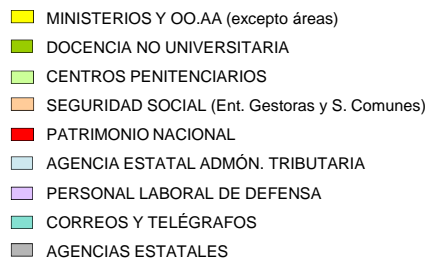 MINISTERIOS Y OO.AA (excepto áreas)
DOCENCIA NO UNIVERSITARIA
CENTROS PENITENCIARIOS
SEGURIDAD SOCIAL (Ent. Gestoras y S. Comunes)
PATRIMONIO NACIONAL
AGENCIA ESTATAL ADMÓN. TRIBUTARIA
PERSONAL LABORAL DE DEFENSA
CORREOS Y TELÉGRAFOS
AGENCIAS ESTATALES